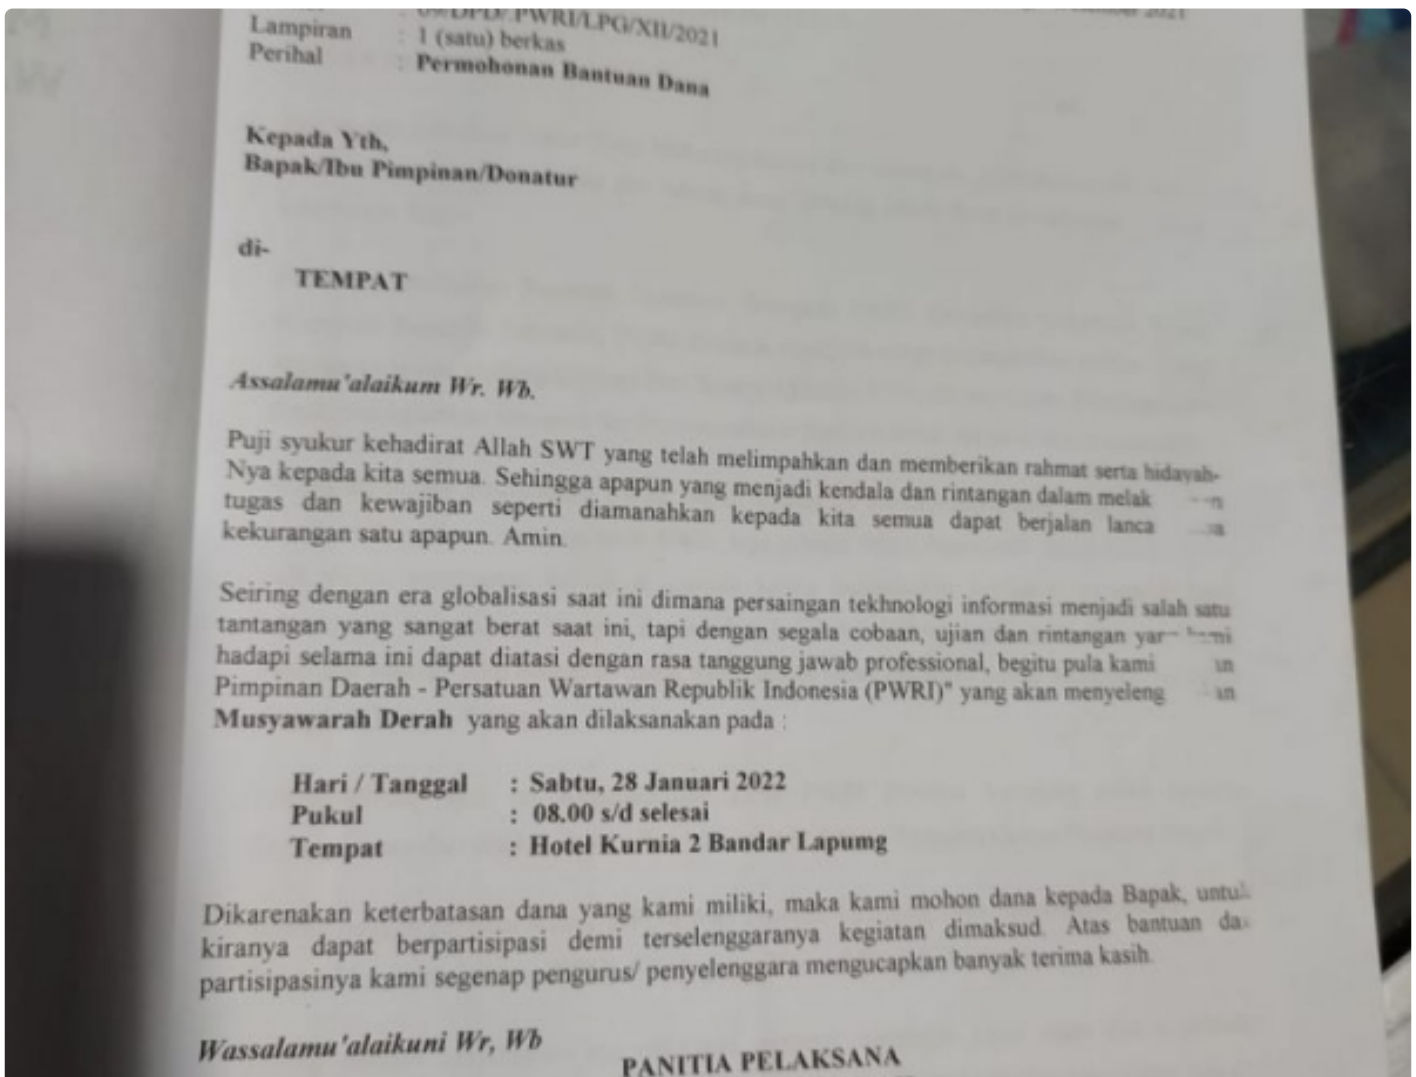 PWRI/LPG/XII/2021
2021
Lampiran : 1 (satu) berkas
Perihal : Permohonan Bantuan Dana
Kepada Yth,
Bapak/Ibu Pimpinan/Donatur
di-
TEMPAT
Assalamu'alaikum Wr. Wb.
Puji syukur kehadirat Allah SWT yang telah melimpahkan dan memberikan rahmat serta hidayah-
Nya kepada kita semua. Sehingga apapun yang menjadi kendala dan rintangan dalam melak
tugas dan kewajiban seperti diamanahkan kepada kita semua dapat berjalan lanca
kekurangan satu apapun. Amin.
Seiring dengan era globalisasi saat ini dimana persaingan tekhnologi informasi menjadi salah satu
tantangan yang sangat berat saat ini, tapi dengan segala cobaan, ujian dan rintangan
hadapi selama ini dapat diatasi dengan rasa tanggung jawab professional, begitu pula kami
Pimpinan Daerah - Persatuan Wartawan Republik Indonesia (PWRI)" yang akan menyeleng
Musyawarah Derah yang akan dilaksanakan pada :
Hari / Tanggal : Sabtu, 28 Januari 2022
Pukul : 08.00 s/d selesai
Tempat : Hotel Kurnia 2 Bandar Lapumg
Dikarenakan keterbatasan dana yang kami miliki, maka kami mohon dana kepada Bapak, untuk
kiranya dapat berpartisipasi demi terselenggaranya kegiatan dimaksud. Atas bantuan da
partisipasinya kami segenap pengurus/ penyelenggara mengucapkan banyak terima kasih.
Wassalamu'alaikuni Wr, Wb
PANITIA PELAKSANA